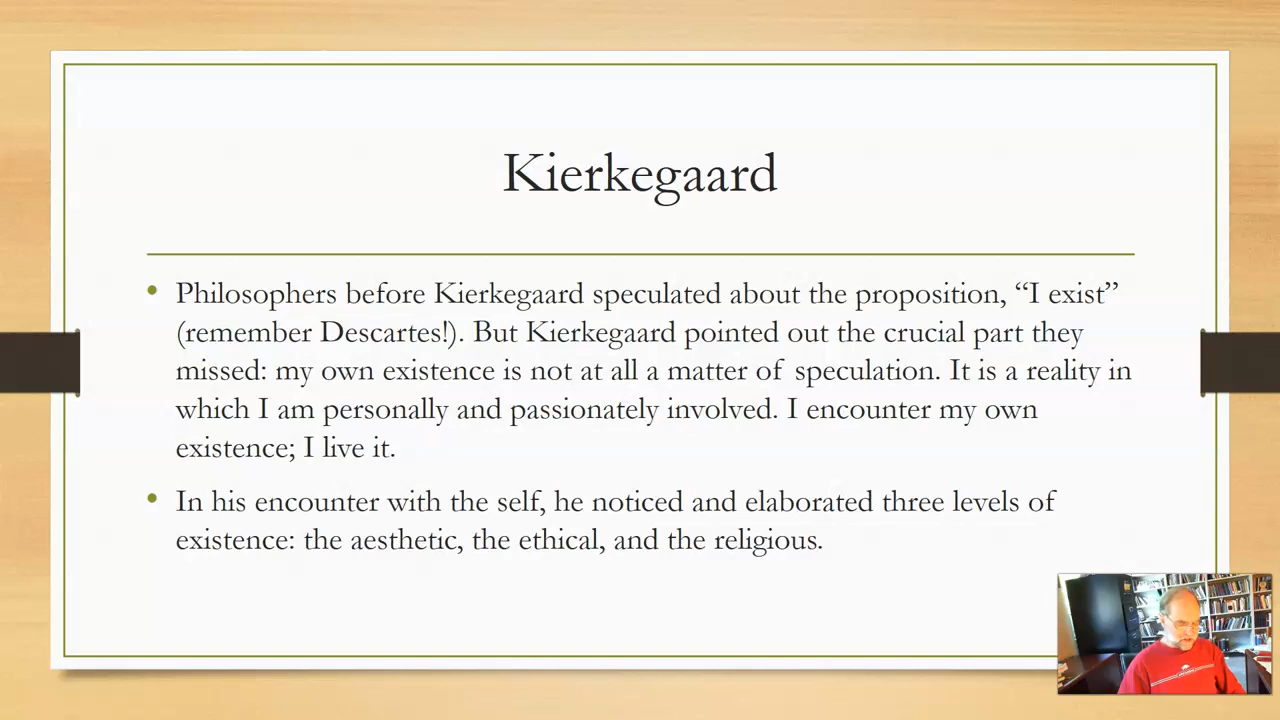 Kierkegaard
• Philosophers before Kierkegaard speculated about the proposition, “I exist”
(remember Descartes!). But Kierkegaard pointed out the crucial part they
missed: my own existence is not at all a matter of speculation. It is a reality in
which I am personally and passionately involved. I encounter my own
existence; I live it.
• In his encounter with the self, he noticed and elaborated three levels of
existence: the aesthetic, the ethical, and the religious.